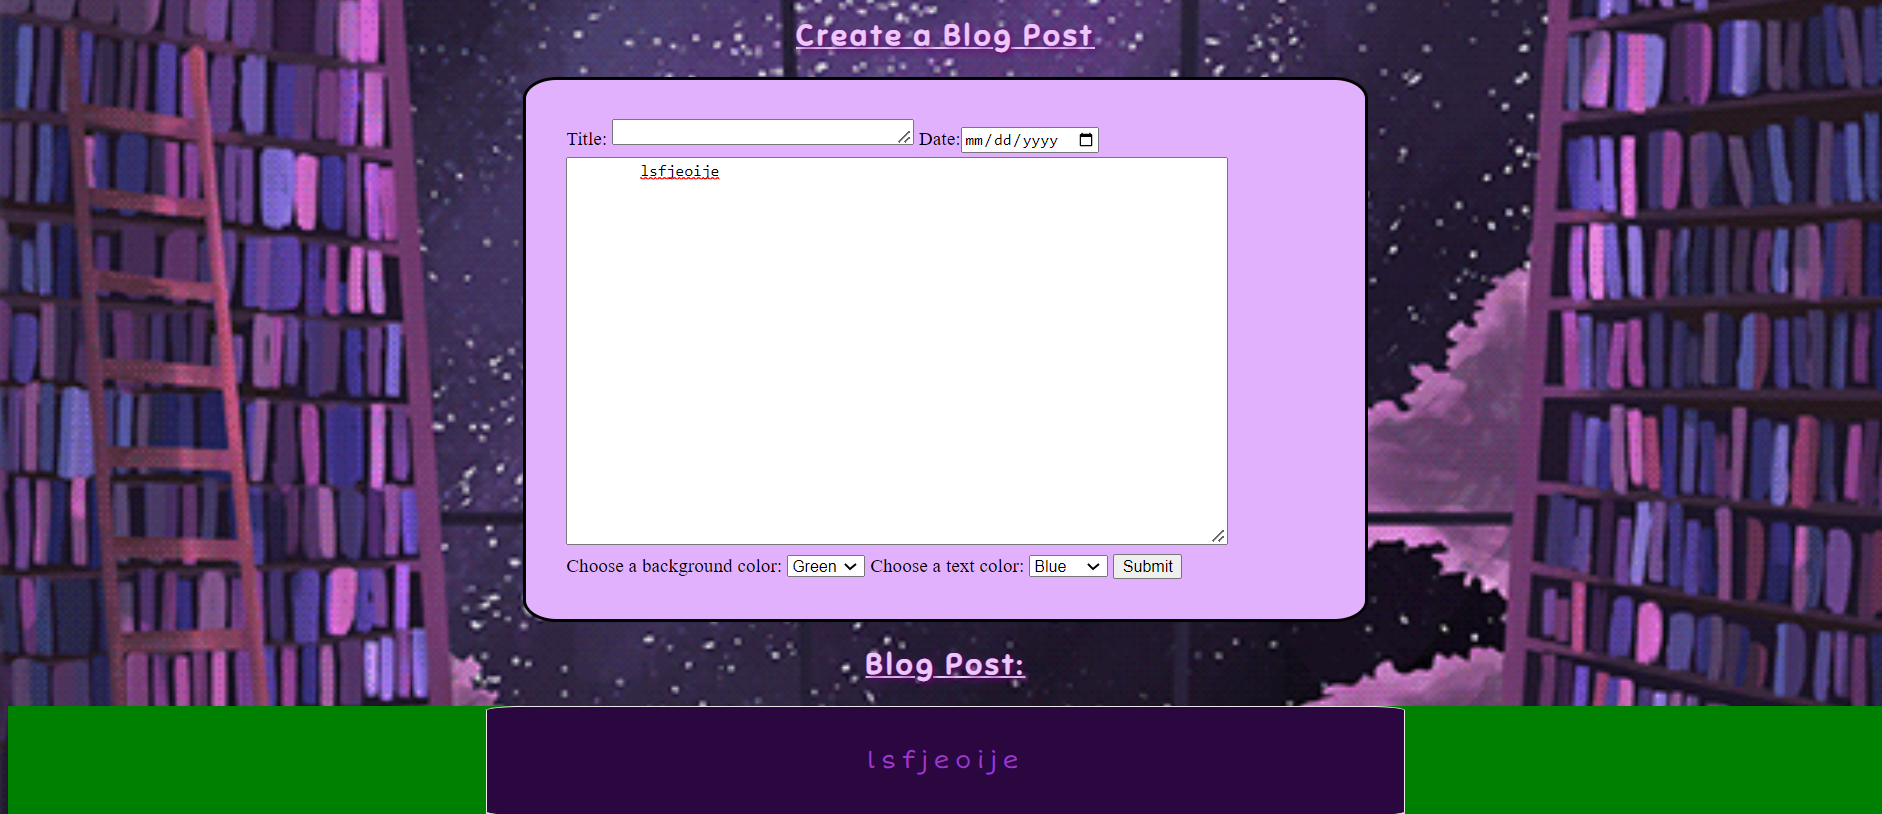 Create a Blog Post
Title: Date: mm/dd/yyyy
lsfjeoije
Choose a background color: Green Choose a text color: Blue Submit
Blog Post:
lsfjeoije